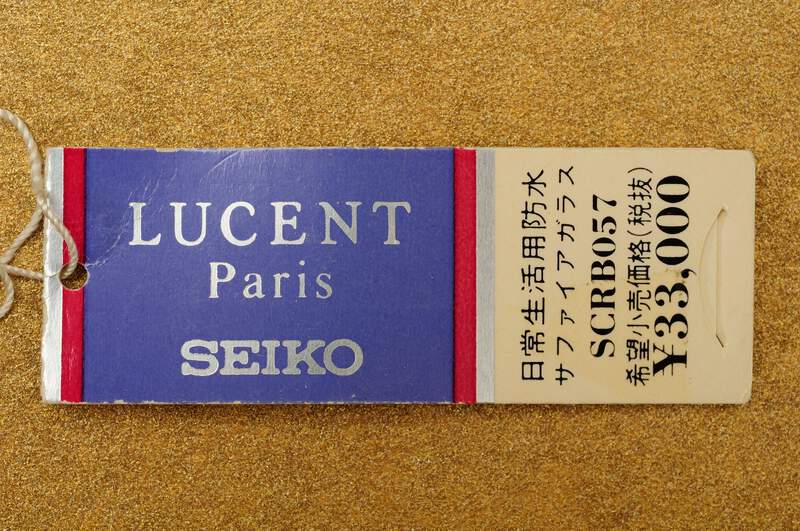 LUCENT
Paris
SEIKO
日常生活用防水
サファイアガラス
SCRB057
希望小売価格(税抜)
¥33,000